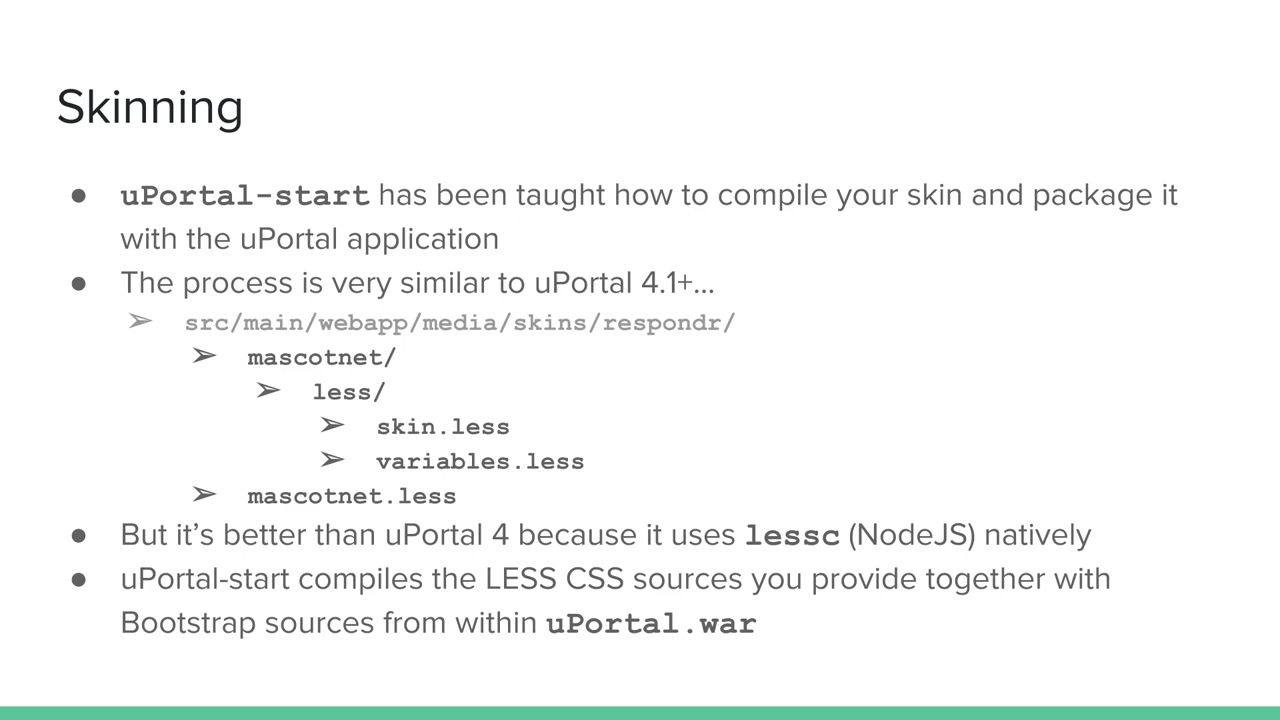 Skinning
● uPortal-start has been taught how to compile your skin and package it
with the uPortal application
● The process is very similar to uPortal 4.1+...
➢ src/main/webapp/media/skins/respondr/
➢ mascotnet/
➢ less/
➢ skin.less
➢ variables.less
➢ mascotnet.less
● But it’s better than uPortal 4 because it uses lessc (NodeJS) natively
● uPortal-start compiles the LESS CSS sources you provide together with
Bootstrap sources from within uPortal.war